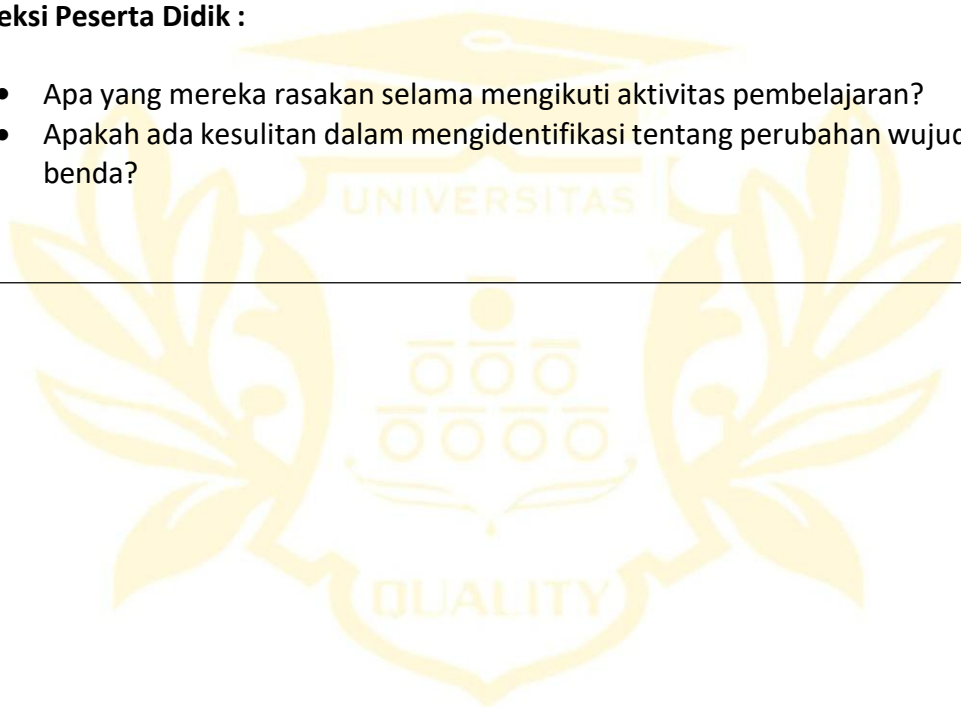 eksi Peserta Didik :
• Apa yang mereka rasakan selama mengikuti aktivitas pembelajaran?
• Apakah ada kesulitan dalam mengidentifikasi tentang perubahan wujud
benda?
UNIVERSITAS
QUALITY